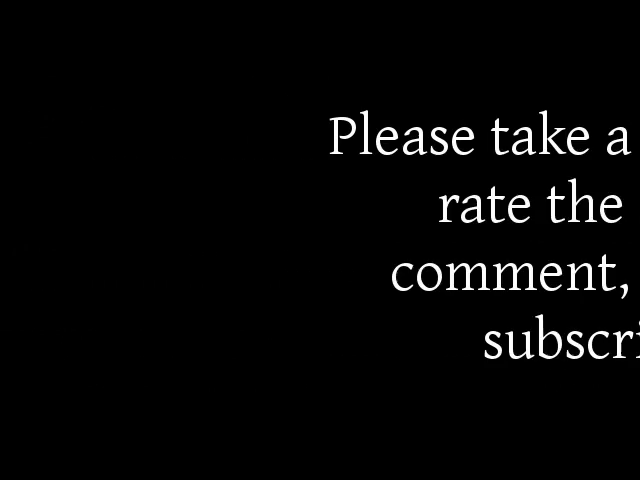 Please take a
rate the
comment,
subscri